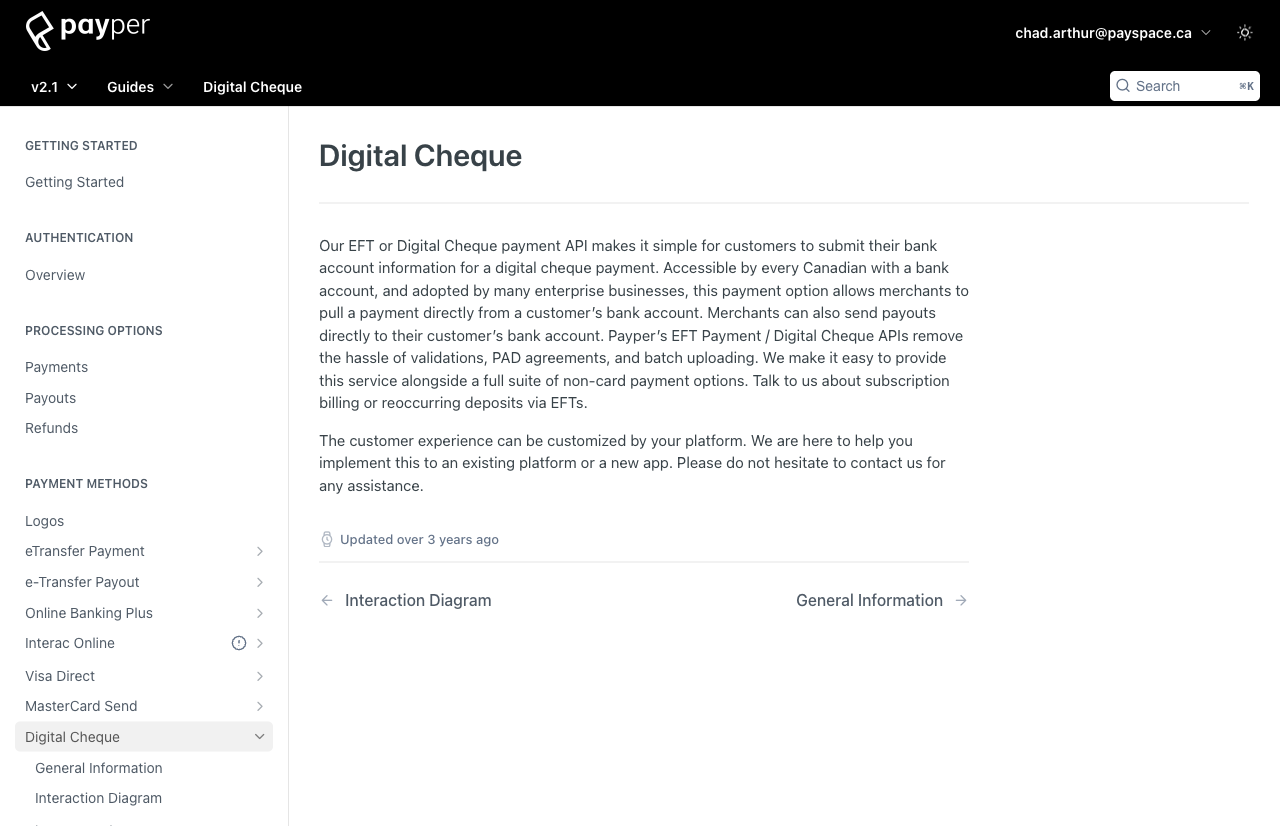 payper
chad.arthur@payspace.ca
v2.1 Guides Digital Cheque
Search ⌘K
GETTING STARTED
Getting Started
AUTHENTICATION
Overview
PROCESSING OPTIONS
Payments
Payouts
Refunds
PAYMENT METHODS
Logos
eTransfer Payment
e-Transfer Payout
Online Banking Plus
Interac Online
Visa Direct
MasterCard Send
Digital Cheque
General Information
Interaction Diagram
Digital Cheque
Our EFT or Digital Cheque payment API makes it simple for customers to submit their bank
account information for a digital cheque payment. Accessible by every Canadian with a bank
account, and adopted by many enterprise businesses, this payment option allows merchants to
pull a payment directly from a customer’s bank account. Merchants can also send payouts
directly to their customer’s bank account. Payper’s EFT Payment / Digital Cheque APIs remove
the hassle of validations, PAD agreements, and batch uploading. We make it easy to provide
this service alongside a full suite of non-card payment options. Talk to us about subscription
billing or reoccurring deposits via EFTs.
The customer experience can be customized by your platform. We are here to help you
implement this to an existing platform or a new app. Please do not hesitate to contact us for
any assistance.
Updated over 3 years ago
← Interaction Diagram
General Information →